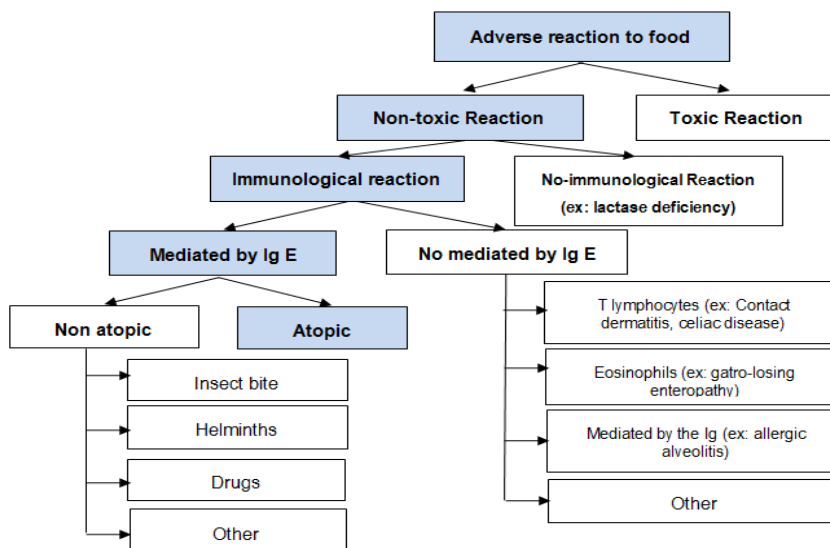 Adverse reaction to food
Non-toxic Reaction
Toxic Reaction
Immunological reaction
No-immunological Reaction
(ex: lactase deficiency)
Mediated by Ig E
No mediated by Ig E
Non atopic
Atopic
Insect bite
Helminths
Drugs
Other
T lymphocytes (ex: Contact
dermatitis, celiac disease)
Eosinophils (ex: gatro-losing
enteropathy)
Mediated by the Ig (ex: allergic
alveolitis)
Other